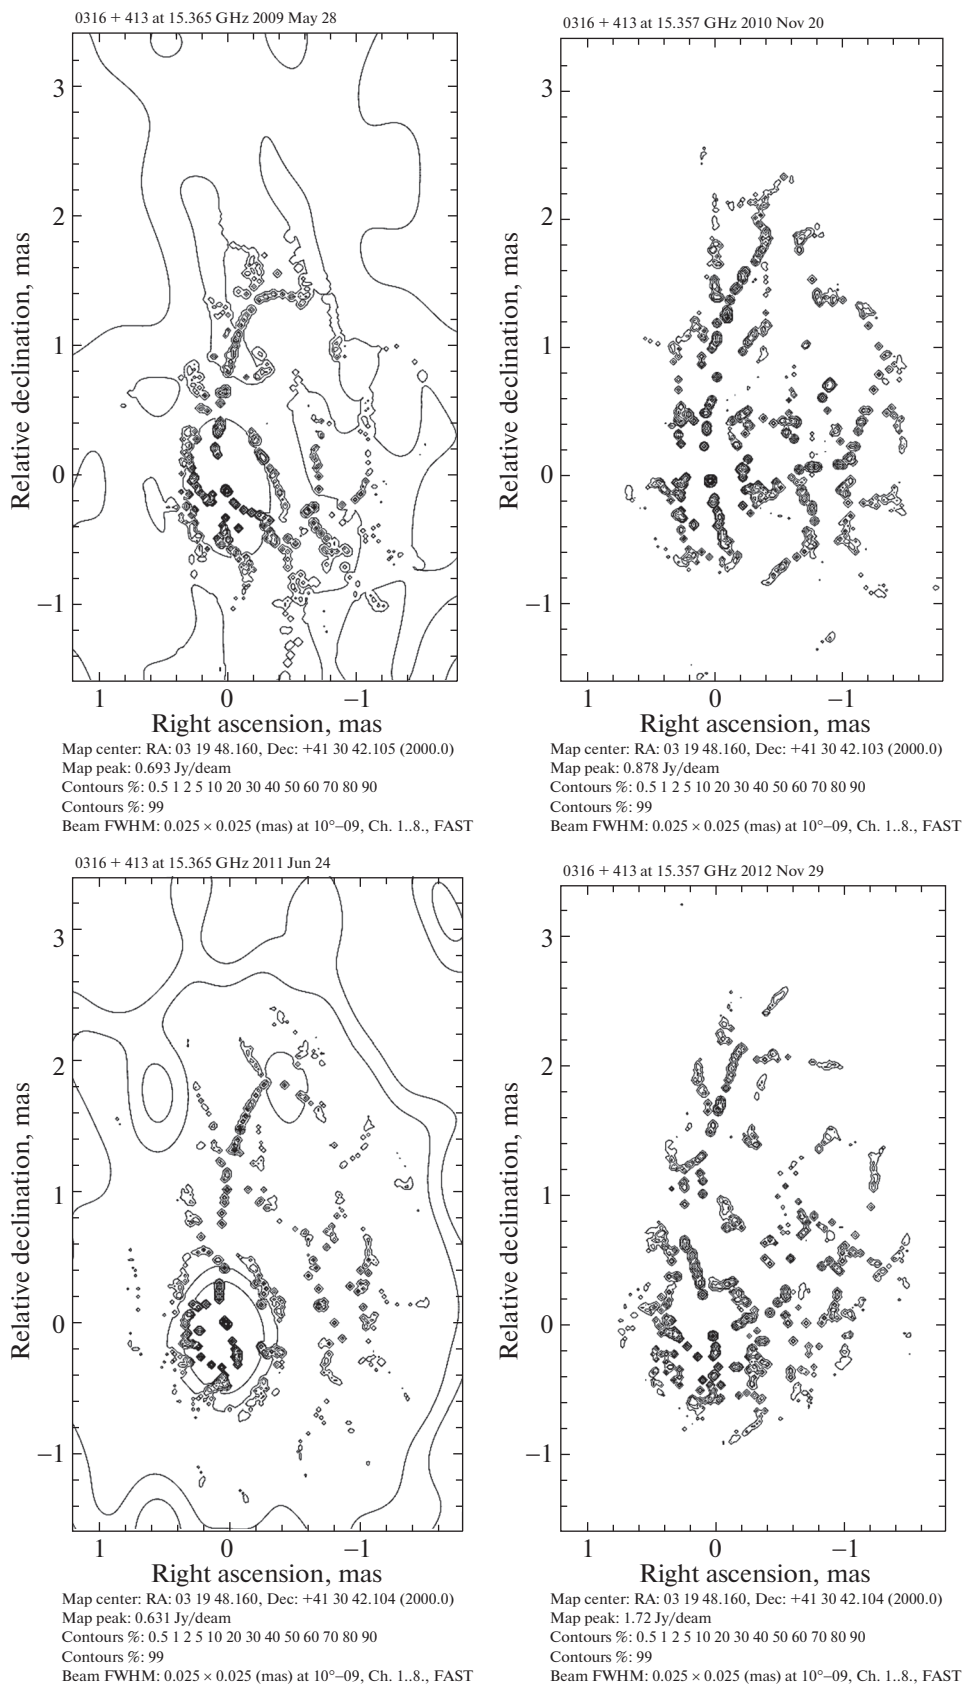 0316 + 413 at 15.365 GHz 2009 May 28
3
2
1
0
–1
Relative declination, mas
1 0 –1
Right ascension, mas
Map center: RA: 03 19 48.160, Dec: +41 30 42.105 (2000.0)
Map peak: 0.693 Jy/deam
Contours %: 0.5 1 2 5 10 20 30 40 50 60 70 80 90
Contours %: 99
Beam FWHM: 0.025 × 0.025 (mas) at 10°–09, Ch. 1..8., FAST
0316 + 413 at 15.357 GHz 2010 Nov 20
3
2
1
0
–1
Relative declination, mas
1 0 –1
Right ascension, mas
Map center: RA: 03 19 48.160, Dec: +41 30 42.103 (2000.0)
Map peak: 0.878 Jy/deam
Contours %: 0.5 1 2 5 10 20 30 40 50 60 70 80 90
Contours %: 99
Beam FWHM: 0.025 × 0.025 (mas) at 10°–09, Ch. 1..8., FAST
0316 + 413 at 15.365 GHz 2011 Jun 24
3
2
1
0
–1
Relative declination, mas
1 0 –1
Right ascension, mas
Map center: RA: 03 19 48.160, Dec: +41 30 42.104 (2000.0)
Map peak: 0.631 Jy/deam
Contours %: 0.5 1 2 5 10 20 30 40 50 60 70 80 90
Contours %: 99
Beam FWHM: 0.025 × 0.025 (mas) at 10°–09, Ch. 1..8., FAST
0316 + 413 at 15.357 GHz 2012 Nov 29
3
2
1
0
–1
Relative declination, mas
1 0 –1
Right ascension, mas
Map center: RA: 03 19 48.160, Dec: +41 30 42.104 (2000.0)
Map peak: 1.72 Jy/deam
Contours %: 0.5 1 2 5 10 20 30 40 50 60 70 80 90
Contours %: 99
Beam FWHM: 0.025 × 0.025 (mas) at 10°–09, Ch. 1..8., FAST